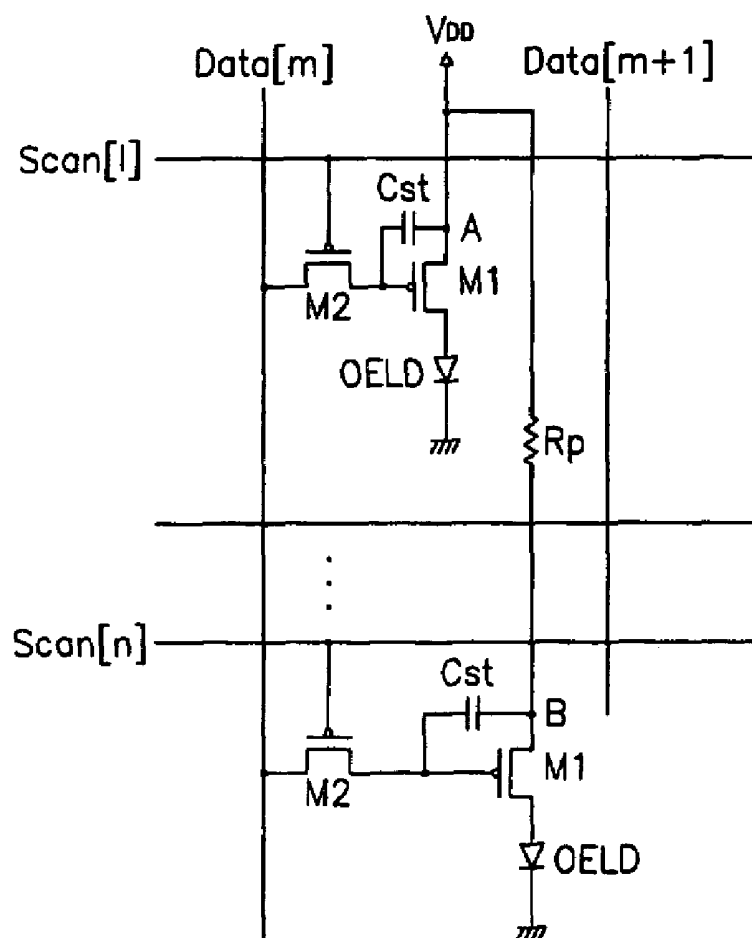 VDD
Data[m]
Data[m+1]
Scan[l]
Cst
A
M1
M2
OELD
Rp
Scan[n]
Cst
B
M1
M2
OELD